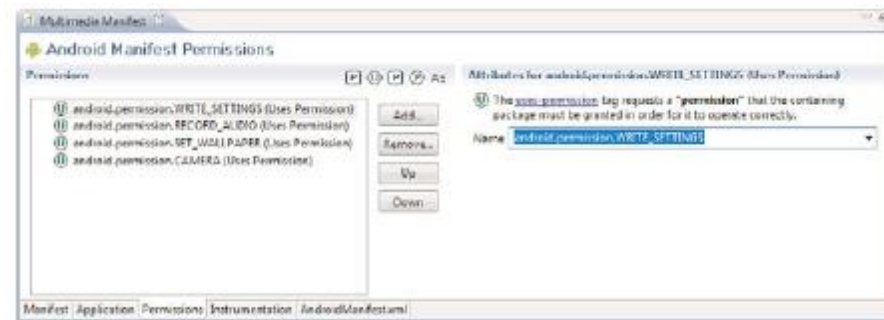 Multimedia Manifest
Android Manifest Permissions
Permissions
Az
android.permission.WRITE_SETTINGS (Uses Permission)
android.permission.RECORD_AUDIO (Uses Permission)
android.permission.SET_WALLPAPER (Uses Permission)
android.permission.CAMERA (Uses Permission)
Add...
Remove...
Up
Down
Attributes for android.permission.WRITE_SETTINGS (Uses Permission)
The uses-permission tag requests a "permission" that the containing
package must be granted in order for it to operate correctly.
Name android.permission.WRITE_SETTINGS
Manifest Application Permissions Instrumentation AndroidManifest.xml